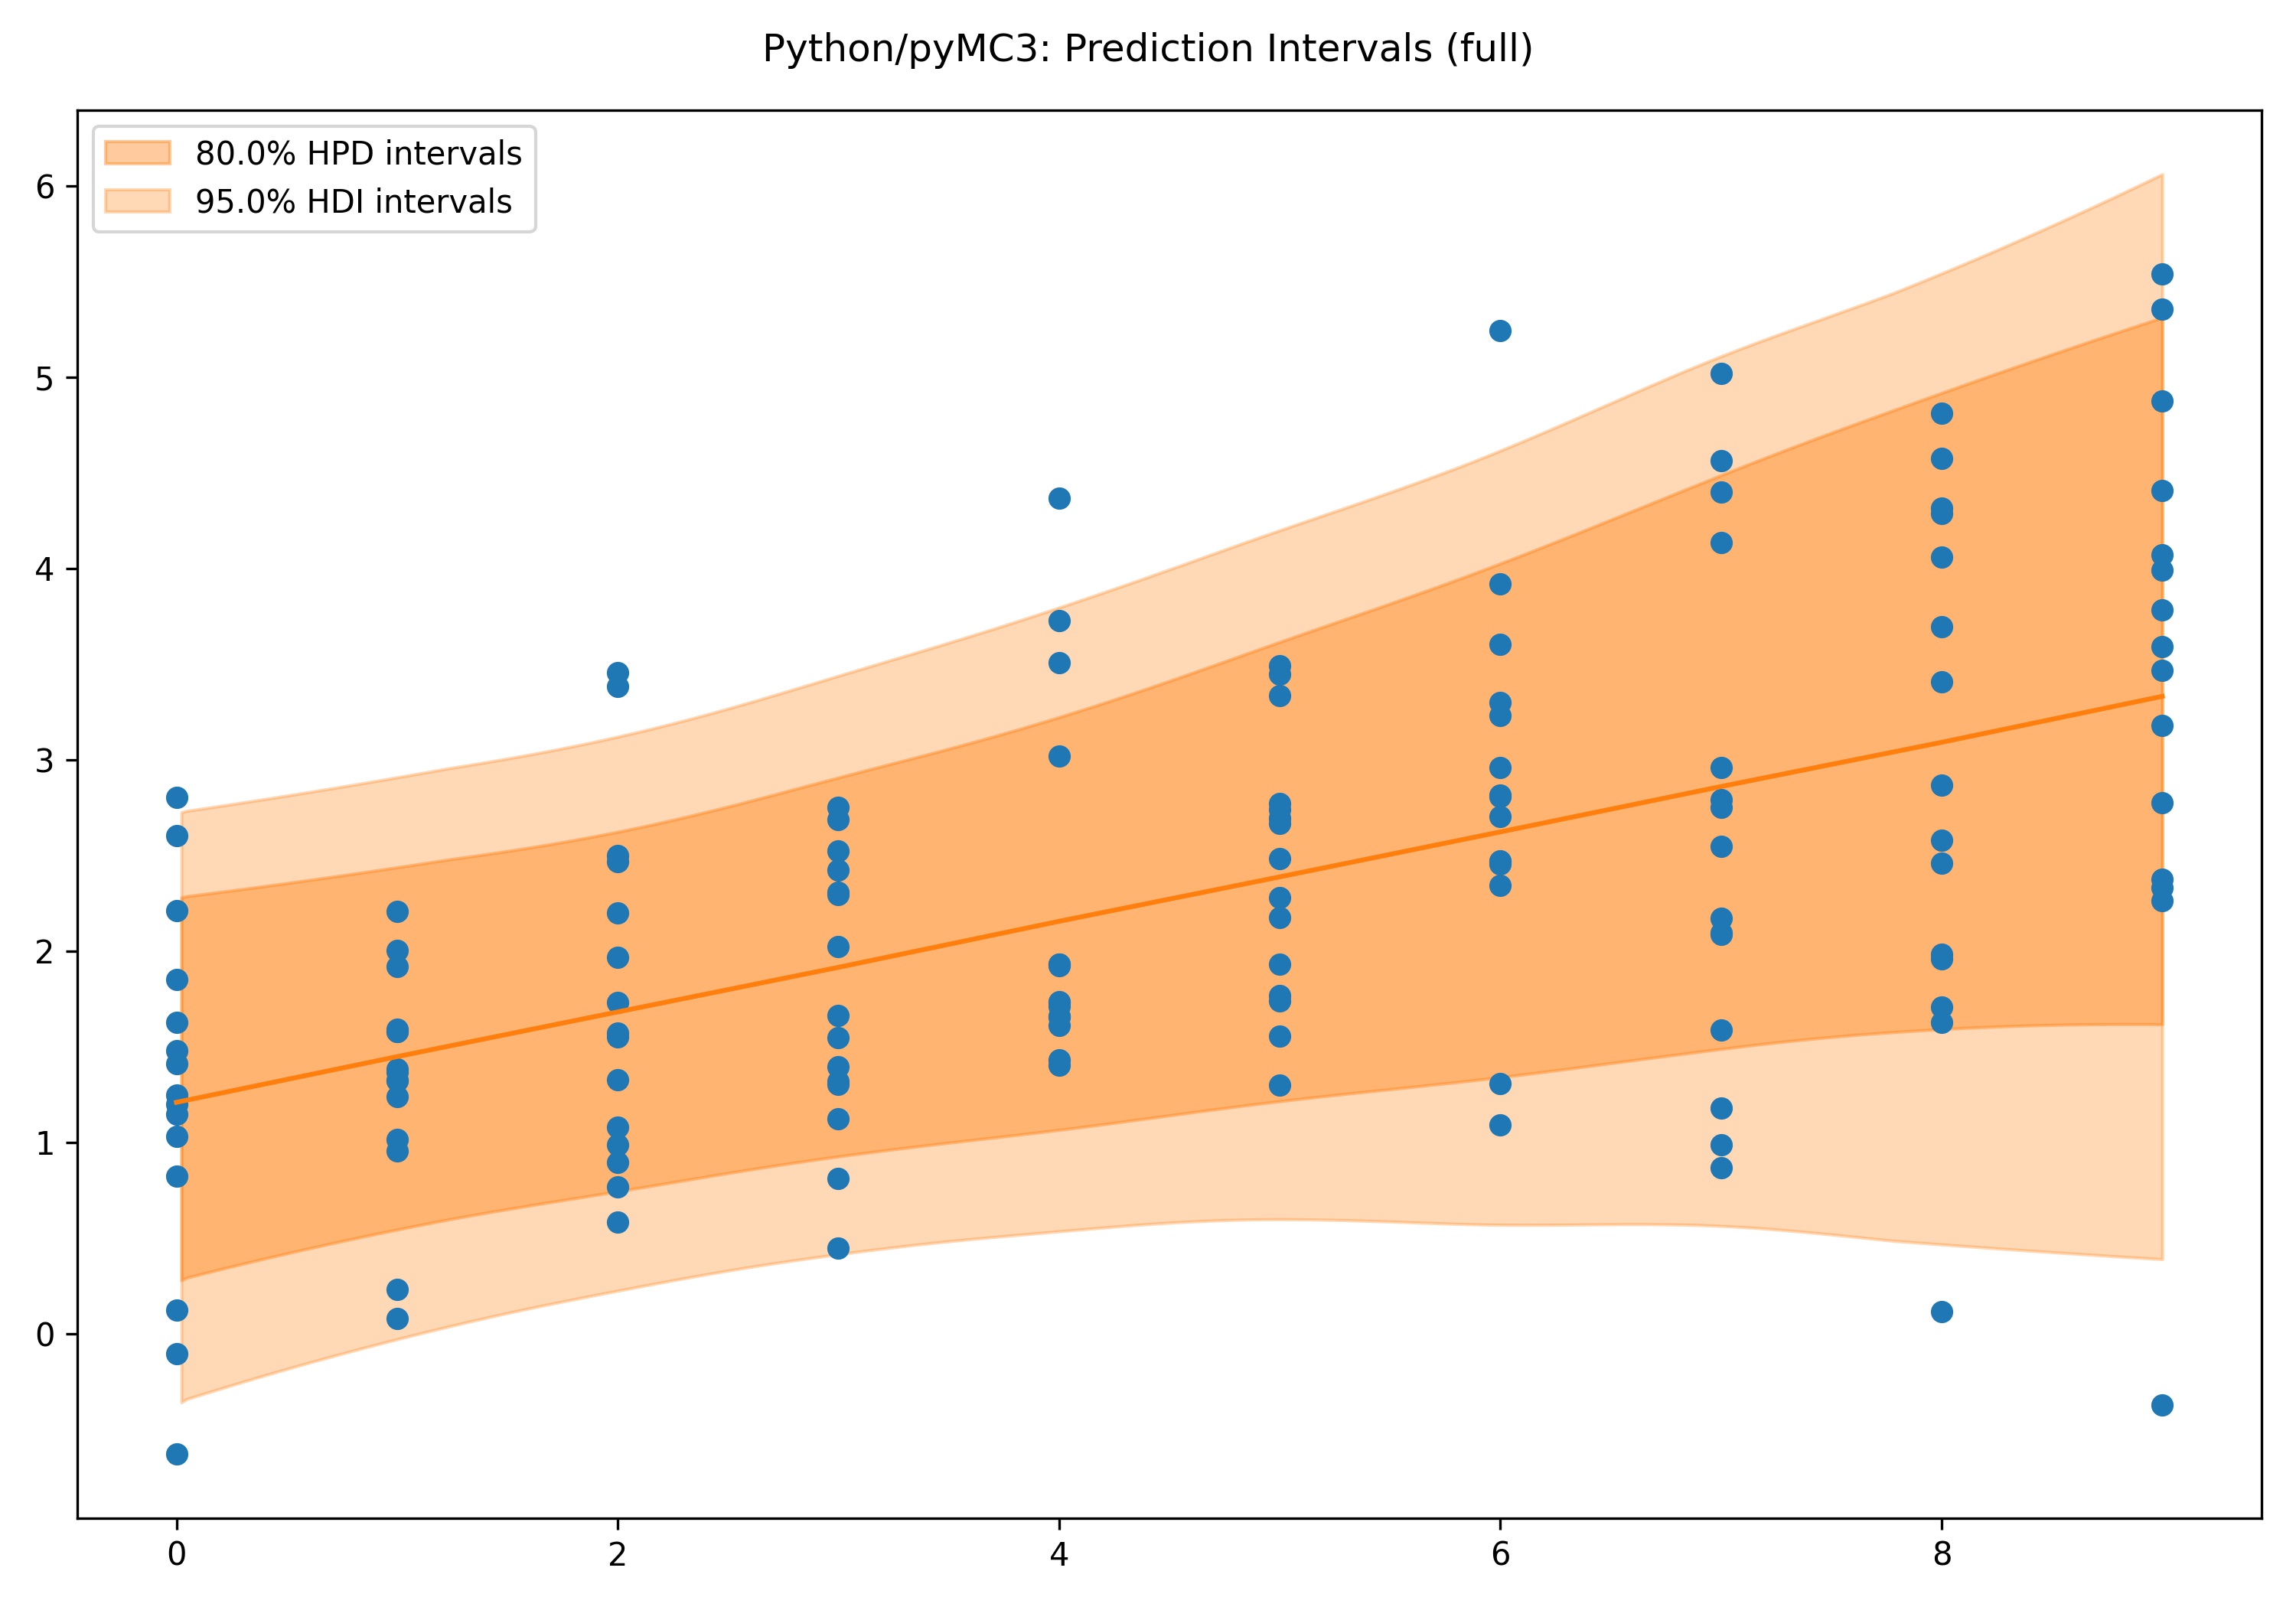 Python/pyMC3: Prediction Intervals (full)
80.0% HPD intervals
95.0% HDI intervals
6
5
4
3
2
1
0
0 2 4 6 8